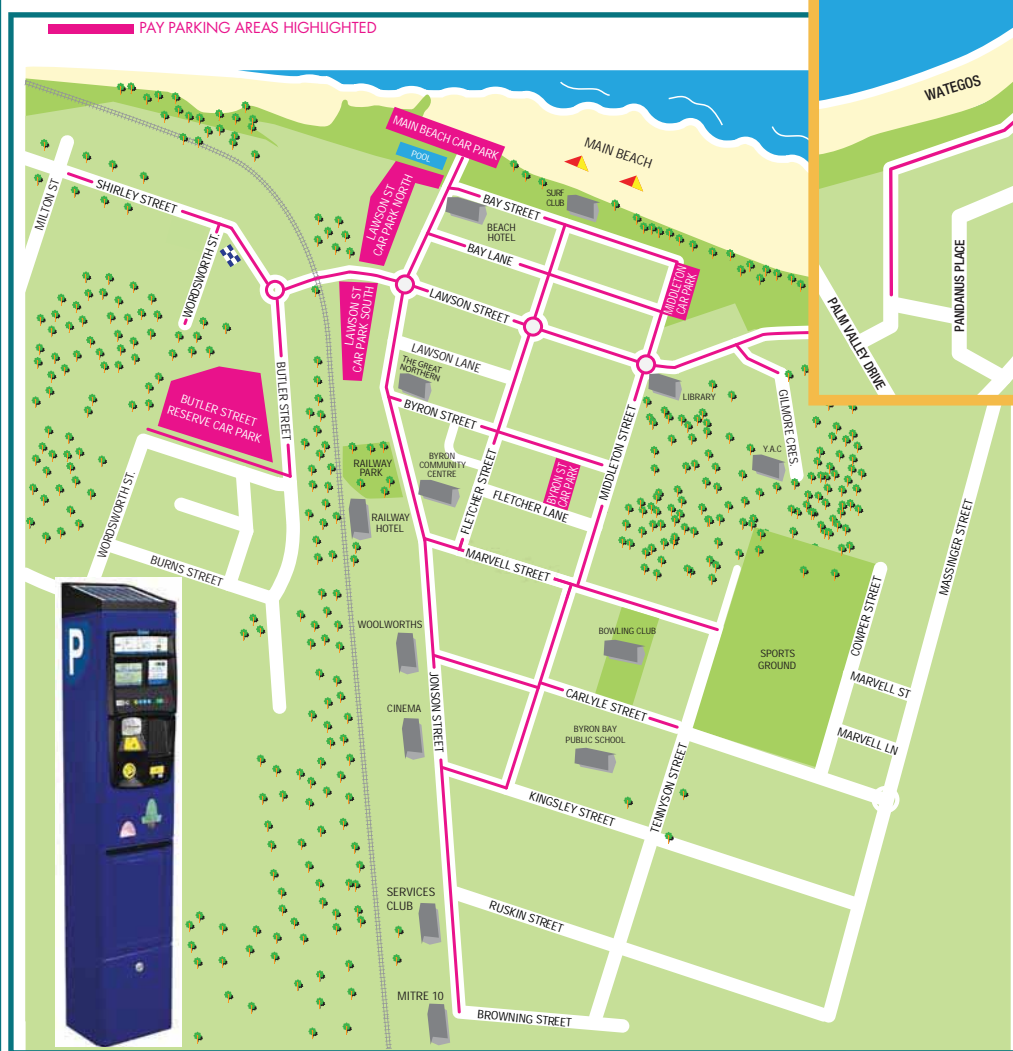 PAY PARKING AREAS HIGHLIGHTED
WATEGOS
PANDANUS PLACE
PALM VALLEY DRIVE
MAIN BEACH CAR PARK
POOL
MAIN BEACH
MILTON ST
SHIRLEY STREET
WORDSWORTH ST.
LAWSON ST
CAR PARK NORTH
SURF
CLUB
BAY STREET
BEACH
HOTEL
BAY LANE
MIDDLETON
CAR PARK
LAWSON STREET
LAWSON ST
CAR PARK SOUTH
LAWSON LANE
THE GREAT
NORTHERN
LIBRARY
GILMORE CRES.
BUTLER STREET
BUTLER STREET
RESERVE CAR PARK
BYRON STREET
MIDDLETON STREET
Y.A.C
RAILWAY
PARK
BYRON
COMMUNITY
CENTRE
FLETCHER STREET
BYRON ST
CAR PARK
FLETCHER LANE
RAILWAY
HOTEL
WORDSWORTH ST.
BURNS STREET
MARVELL STREET
MASSINGER STREET
COWPER STREET
WOOLWORTHS
BOWLING CLUB
SPORTS
GROUND
MARVELL ST
MARVELL LN
JONSON STREET
CINEMA
CARLYLE STREET
BYRON BAY
PUBLIC SCHOOL
TENNYSON STREET
KINGSLEY STREET
SERVICES
CLUB
RUSKIN STREET
MITRE 10
BROWNING STREET
P